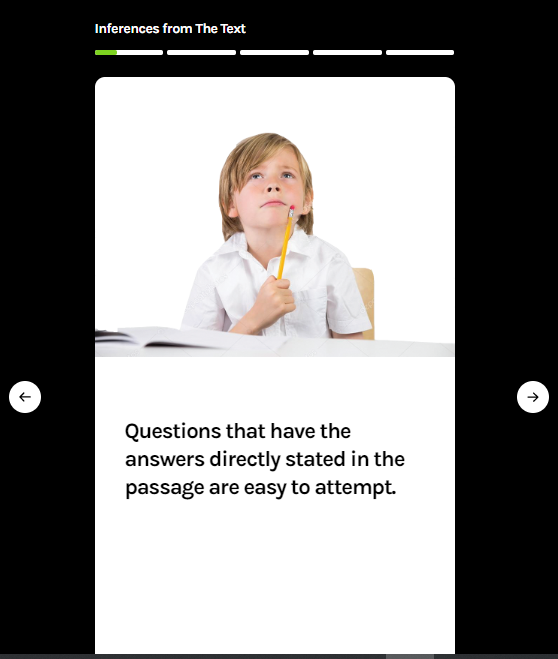 Inferences from The Text
Questions that have the
answers directly stated in the
passage are easy to attempt.